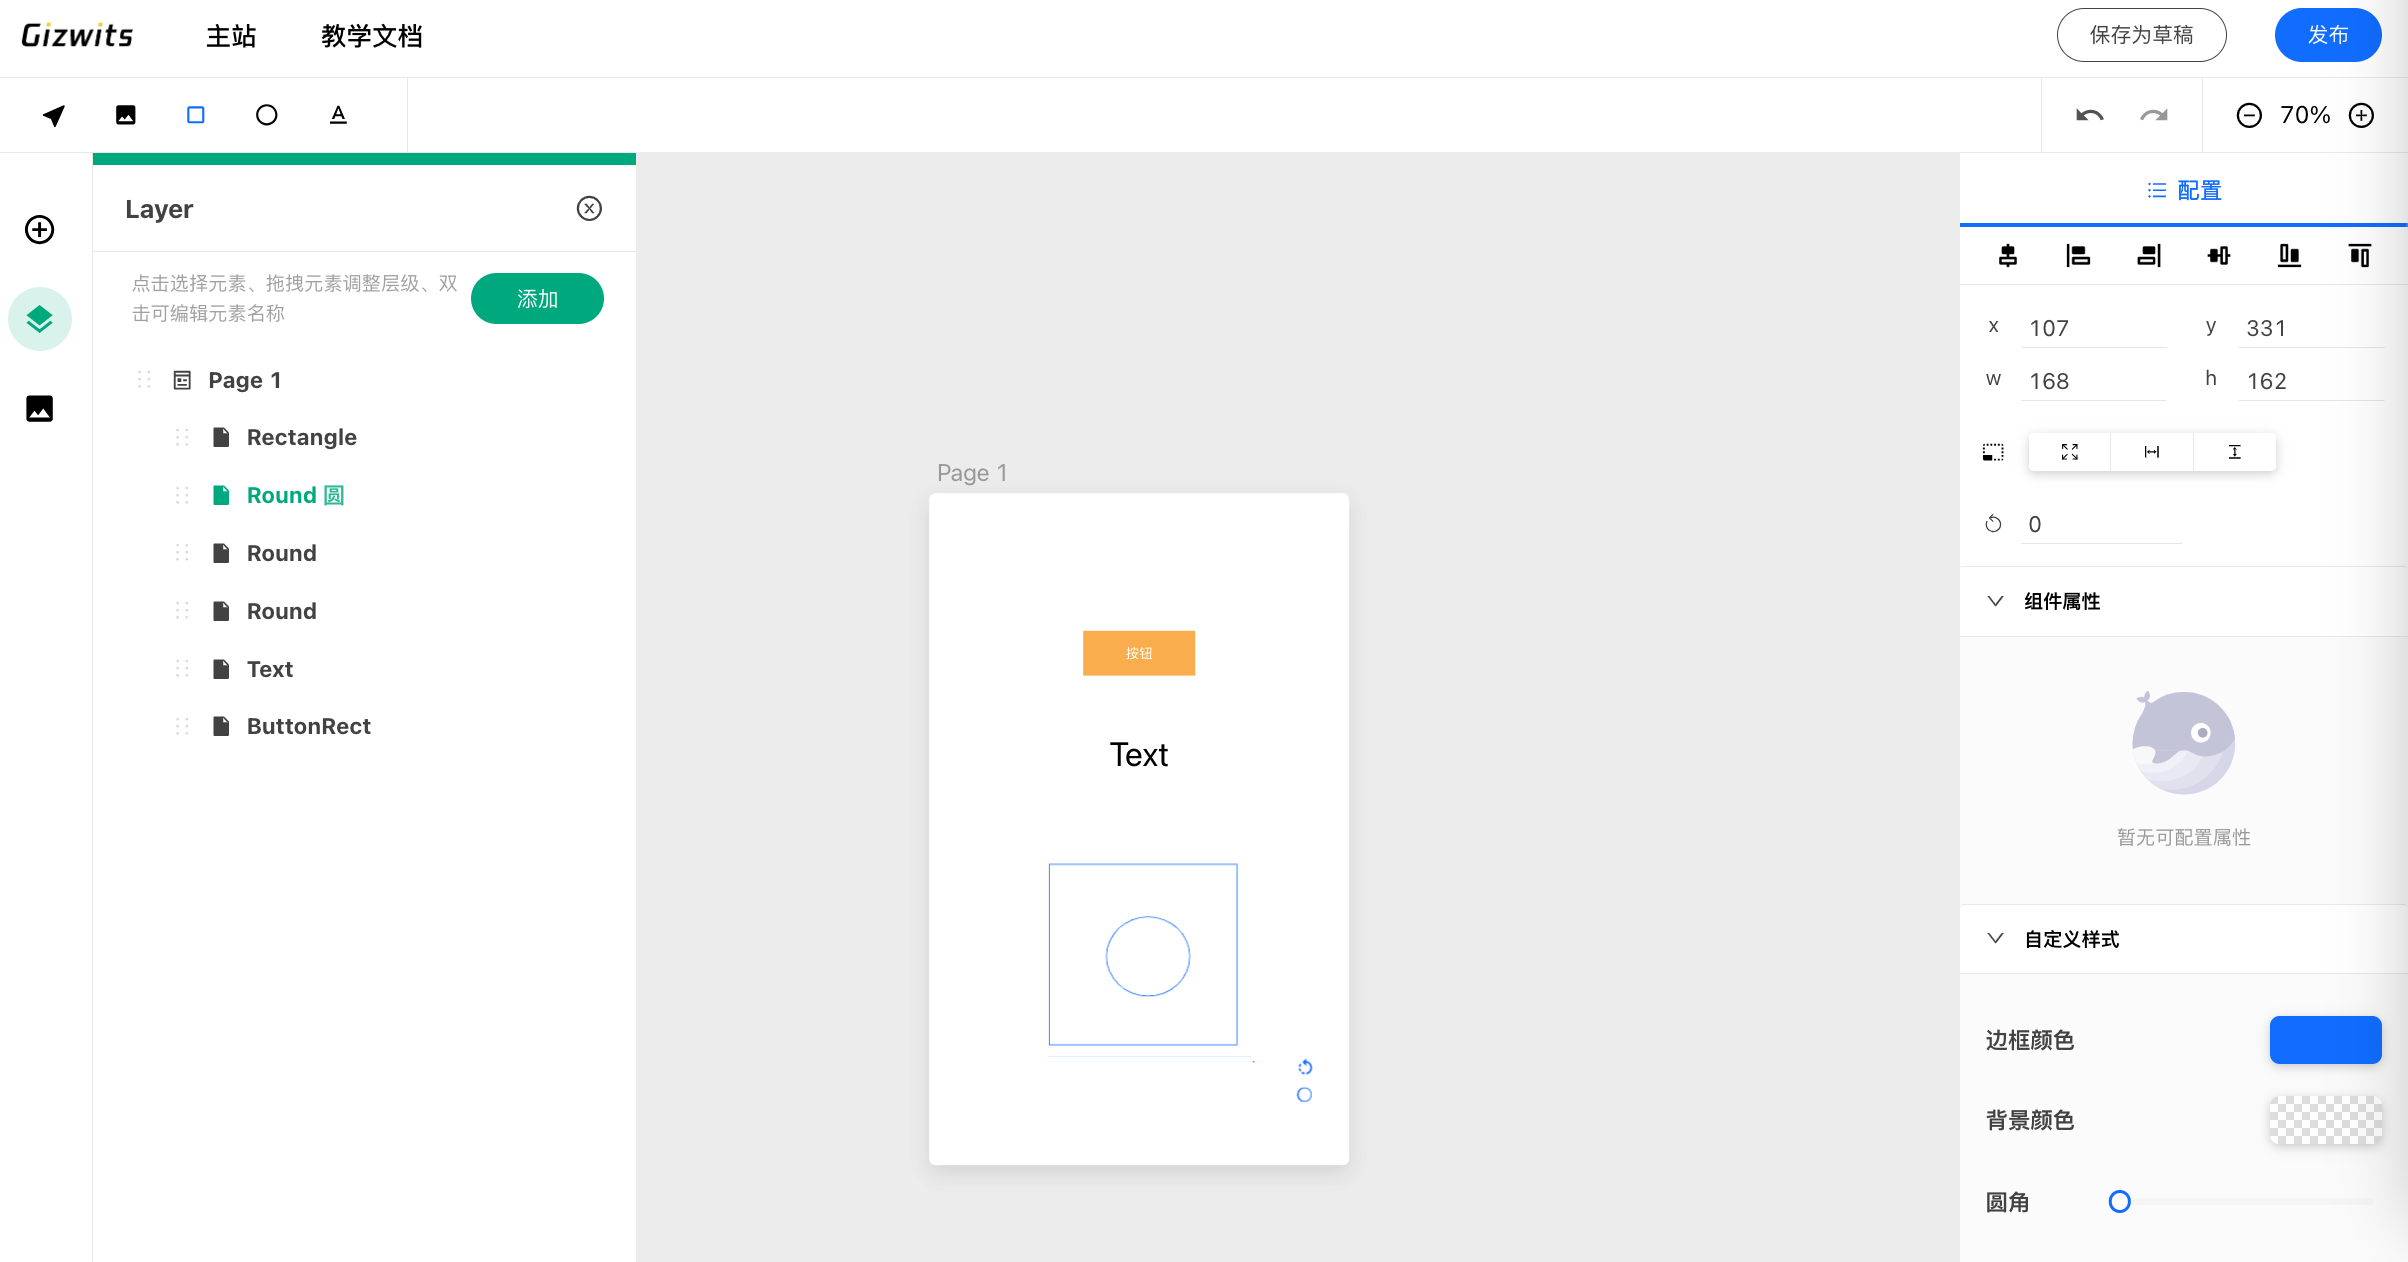 Gizwits
主站
教学文档
保存为草稿
发布
70%
Layer
点击选择元素、拖拽元素调整层级、双
击可编辑元素名称
添加
Page 1
Rectangle
Round 圆
Round
Round
Text
ButtonRect
Page 1
按钮
Text
配置
x 107
y 331
w 168
h 162
0
组件属性
暂无可配置属性
自定义样式
边框颜色
背景颜色
圆角